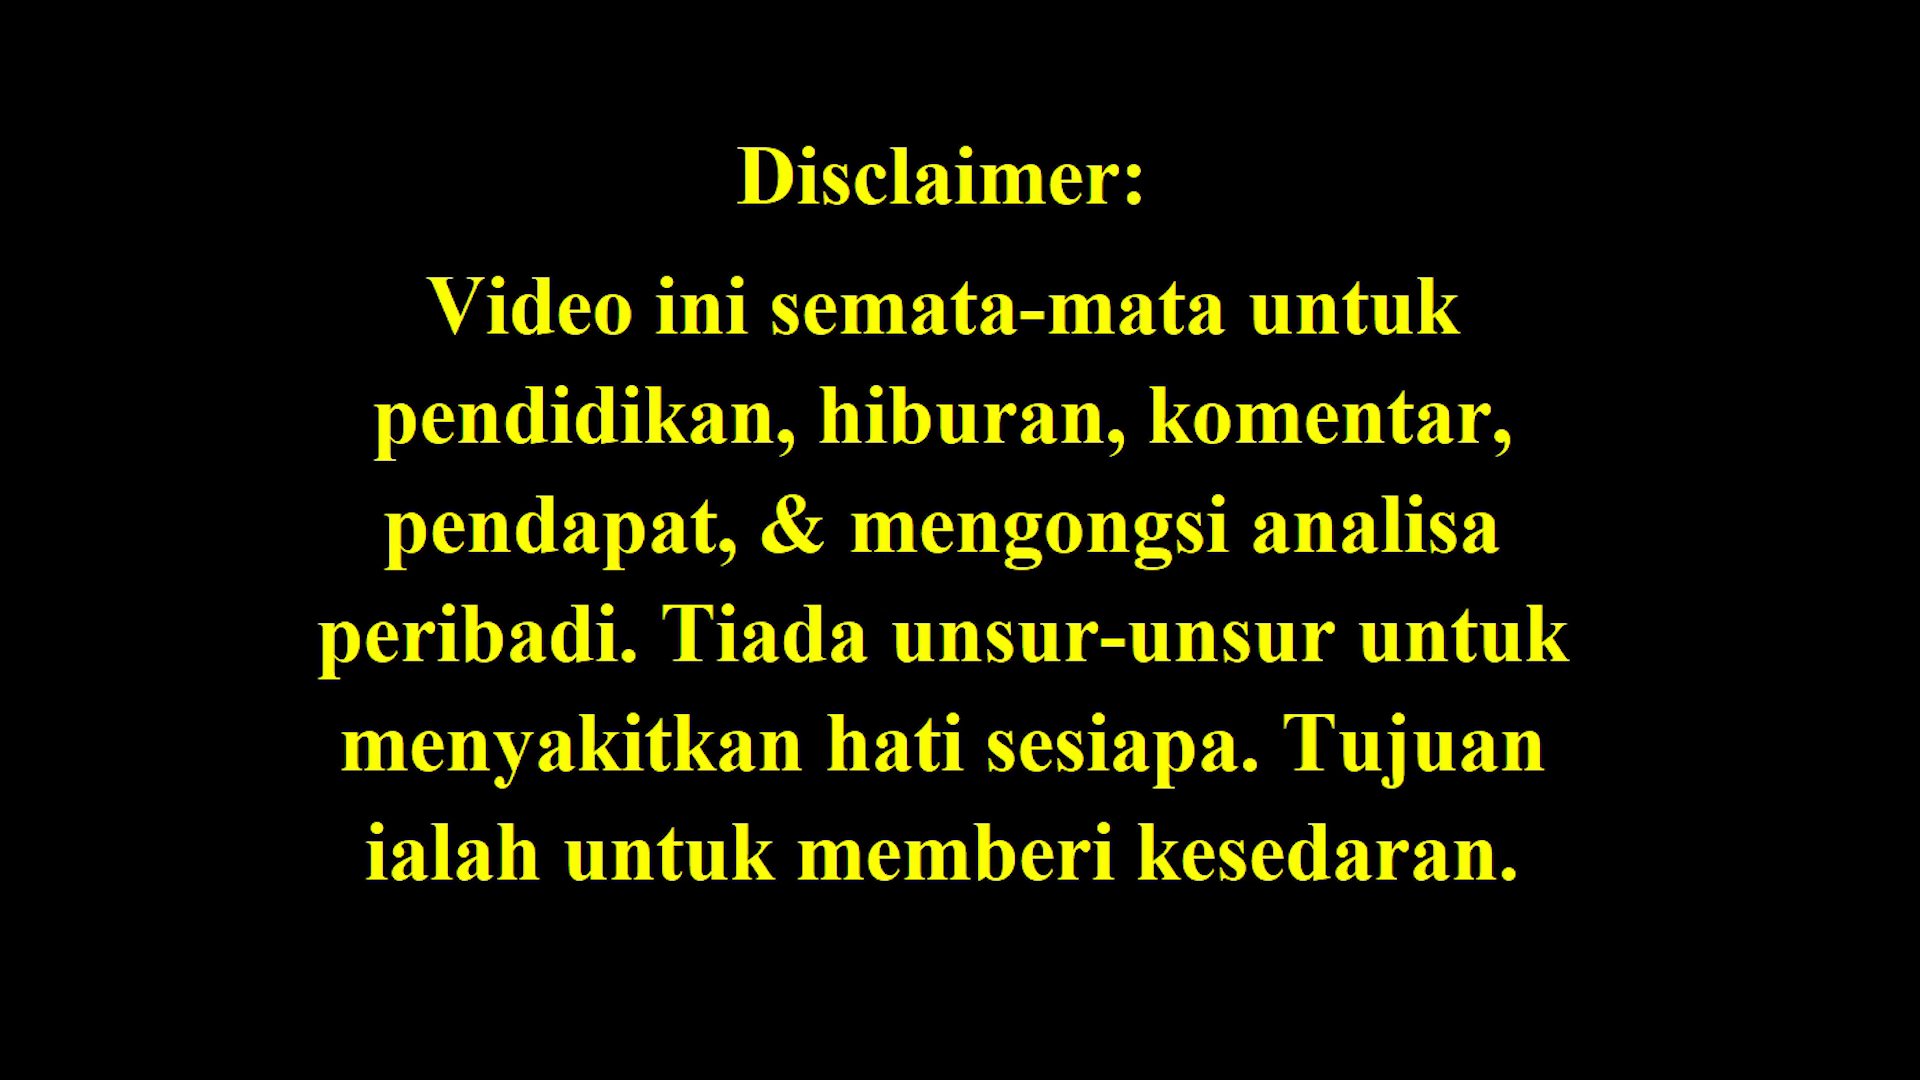 Disclaimer:
Video ini semata-mata untuk
pendidikan, hiburan, komentar,
pendapat, & mengongsi analisa
peribadi. Tiada unsur-unsur untuk
menyakitkan hati sesiapa. Tujuan
ialah untuk memberi kesedaran.